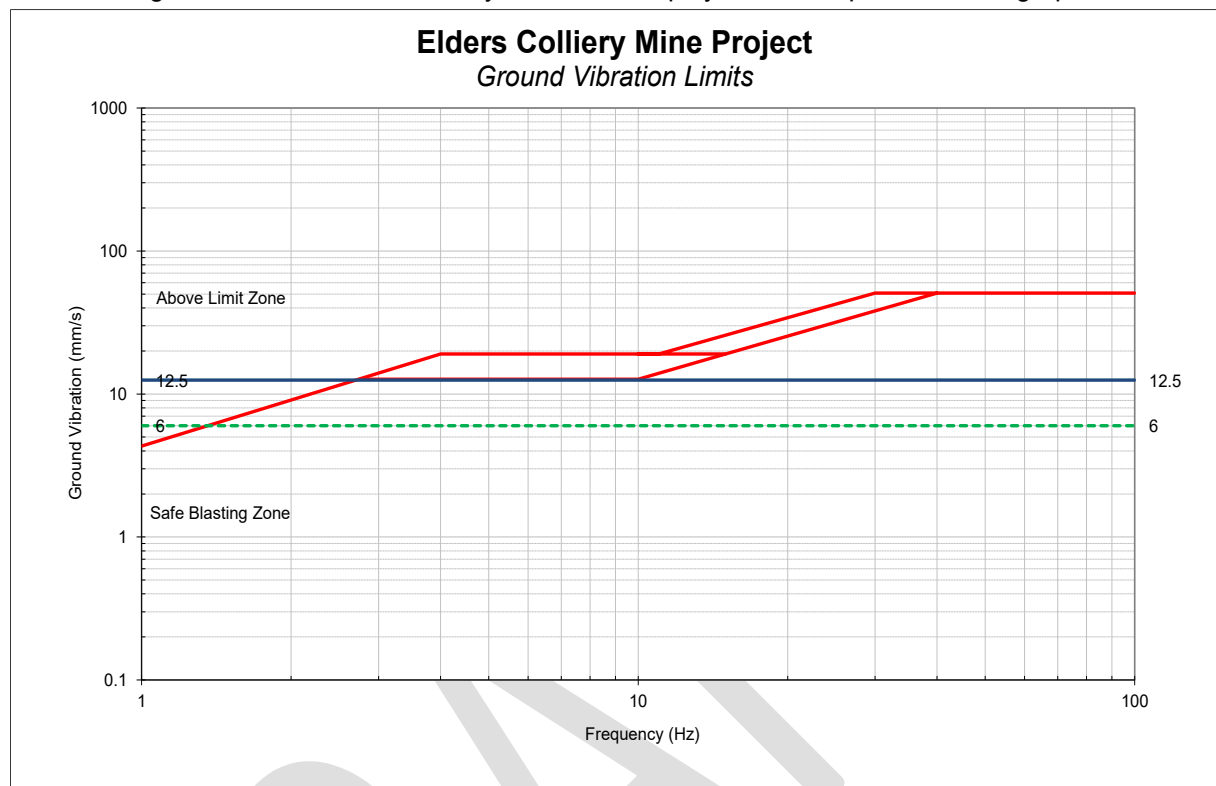 Elders Colliery Mine Project
Ground Vibration Limits
1000
100
10
1
0.1
Ground Vibration (mm/s)
Above Limit Zone
12.5
12.5
6
6
Safe Blasting Zone
1
10
100
Frequency (Hz)